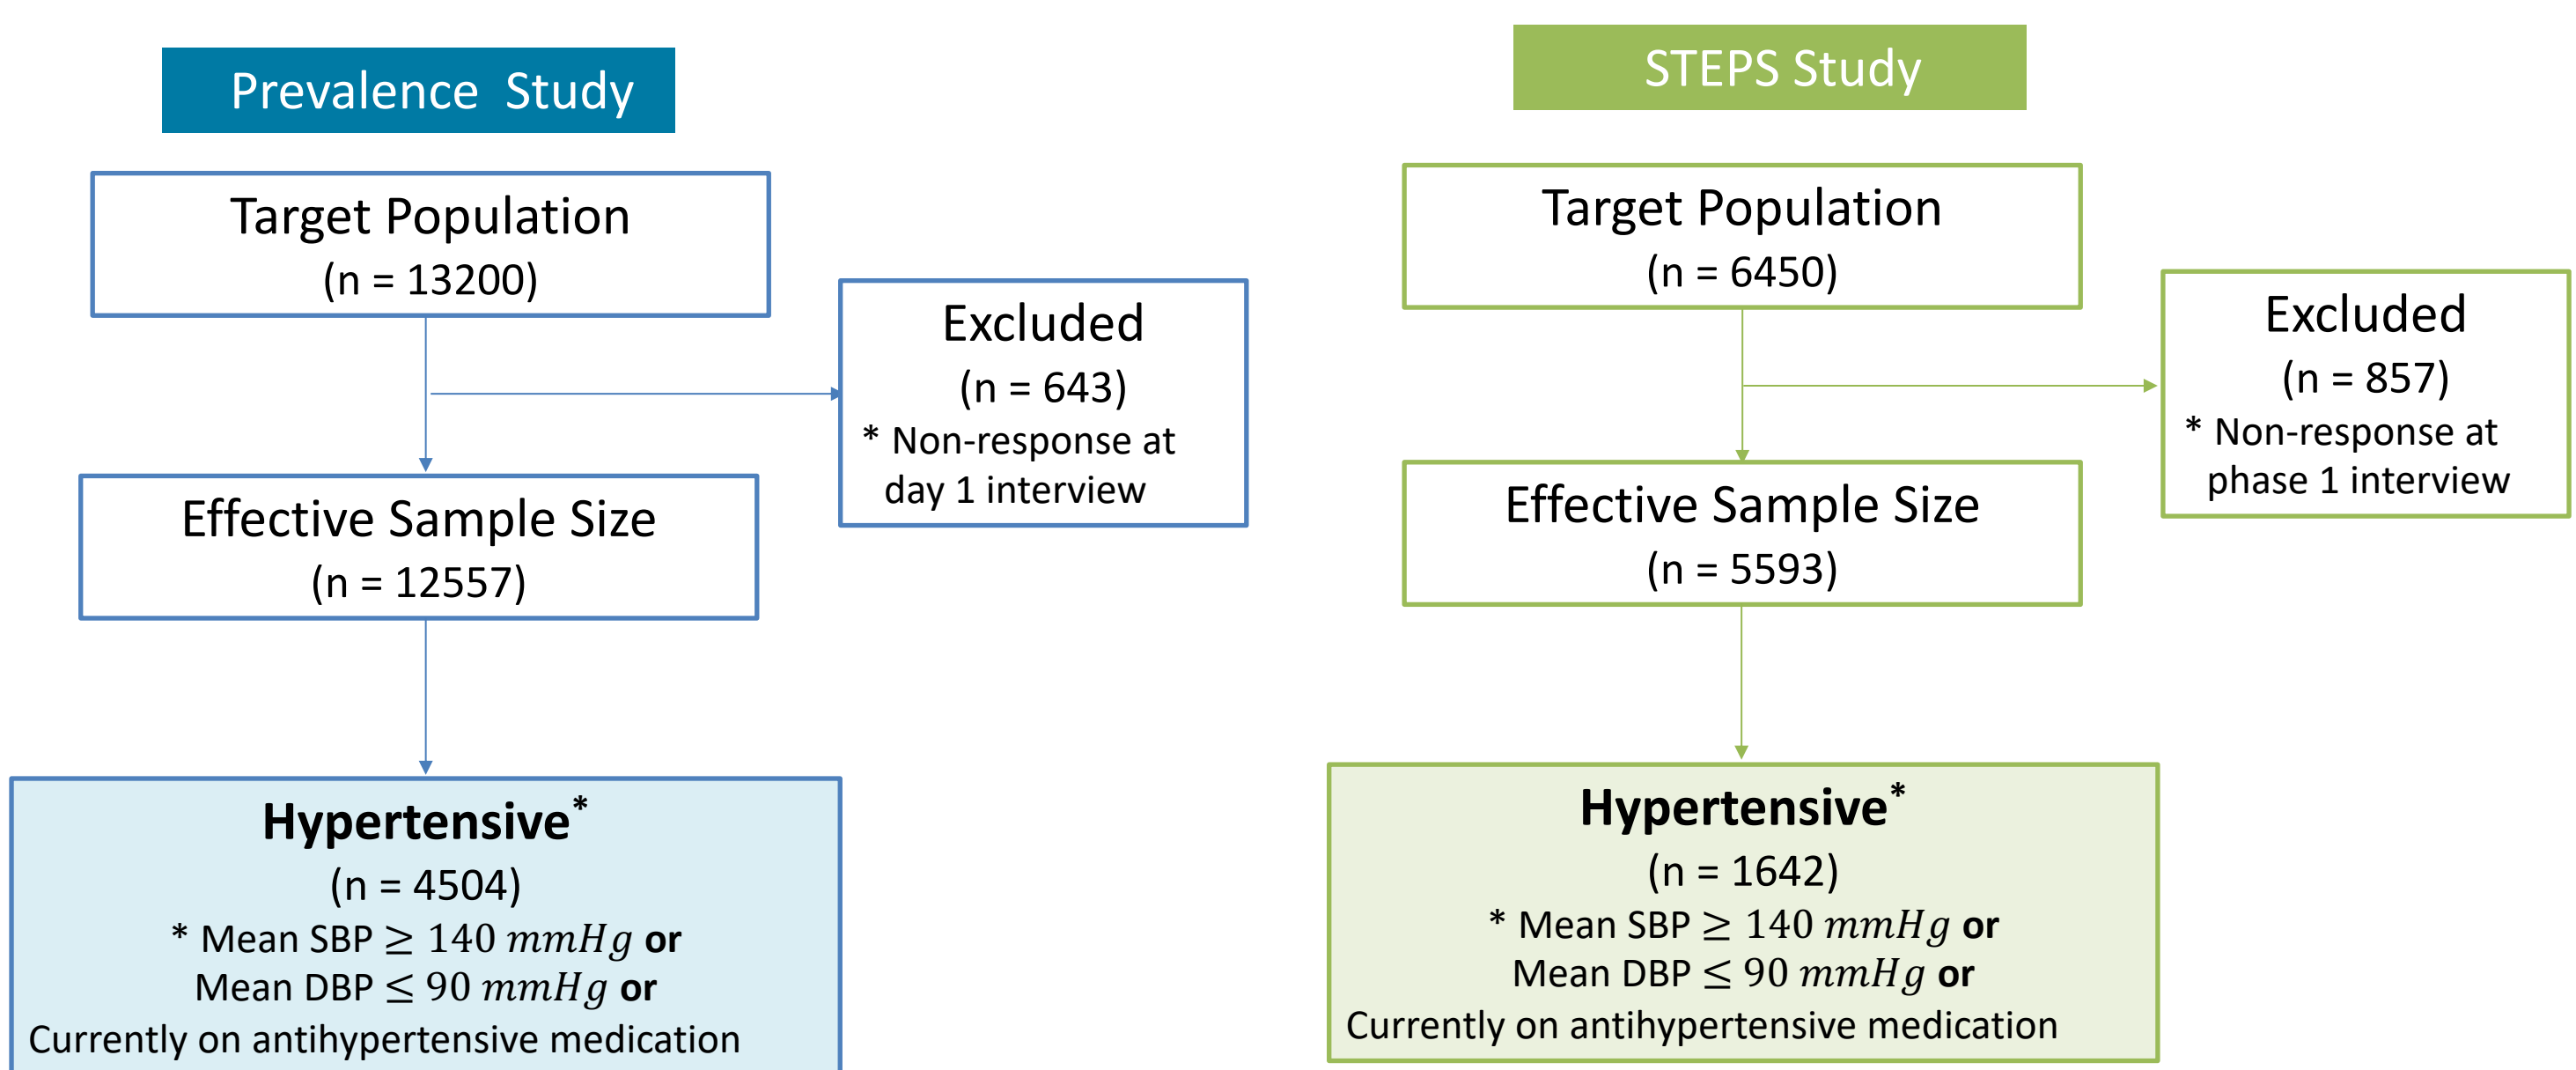 Prevalence  Study
Target Population
(n = 13200)
Excluded
(n = 643)
* Non-response at
day 1 interview
Effective Sample Size
(n = 12557)
Hypertensive*
(n = 4504)
* Mean SBP ≥ 140 mmHg or
Mean DBP ≤ 90 mmHg or
Currently on antihypertensive medication
STEPS Study
Target Population
(n = 6450)
Excluded
(n = 857)
* Non-response at
phase 1 interview
Effective Sample Size
(n = 5593)
Hypertensive*
(n = 1642)
* Mean SBP ≥ 140 mmHg or
Mean DBP ≤ 90 mmHg or
Currently on antihypertensive medication